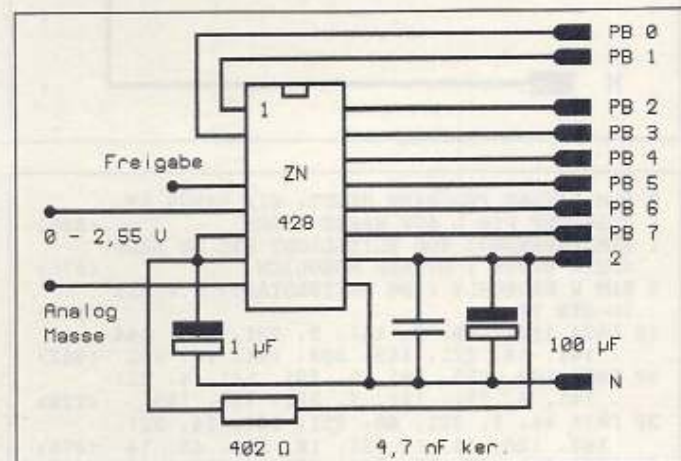 PB 0
PB 1
1
PB 2
PB 3
Freigabe
ZN
PB 4
PB 5
428
PB 6
0 - 2,55 V
PB 7
2
Analog
Masse
1 µF
100 µF
N
402 Ω
4,7 nF ker.